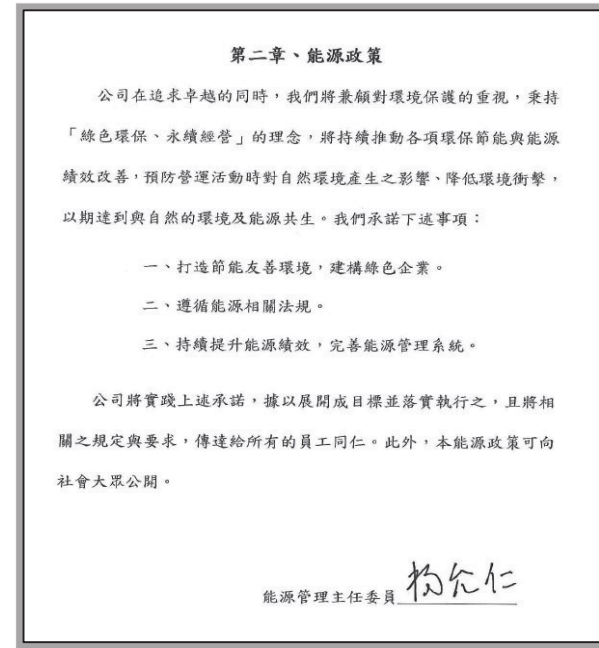 第二章、能源政策
公司在追求卓越的同時,我們將兼顧對環境保護的重視,秉持
「綠色環保、永續經營」的理念,將持續推動各項環保節能與能源
績效改善,預防營運活動時對自然環境產生之影響、降低環境衝擊,
以期達到與自然的環境及能源共生。我們承諾下述事項:
一、打造節能友善環境,建構綠色企業。
二、遵循能源相關法規。
三、持續提升能源績效,完善能源管理系統。
公司將實踐上述承諾,據以展開成目標並落實執行之,且將相
關之規定與要求,傳達給所有的員工同仁。此外,本能源政策可向
社會大眾公開。
能源管理主任委員